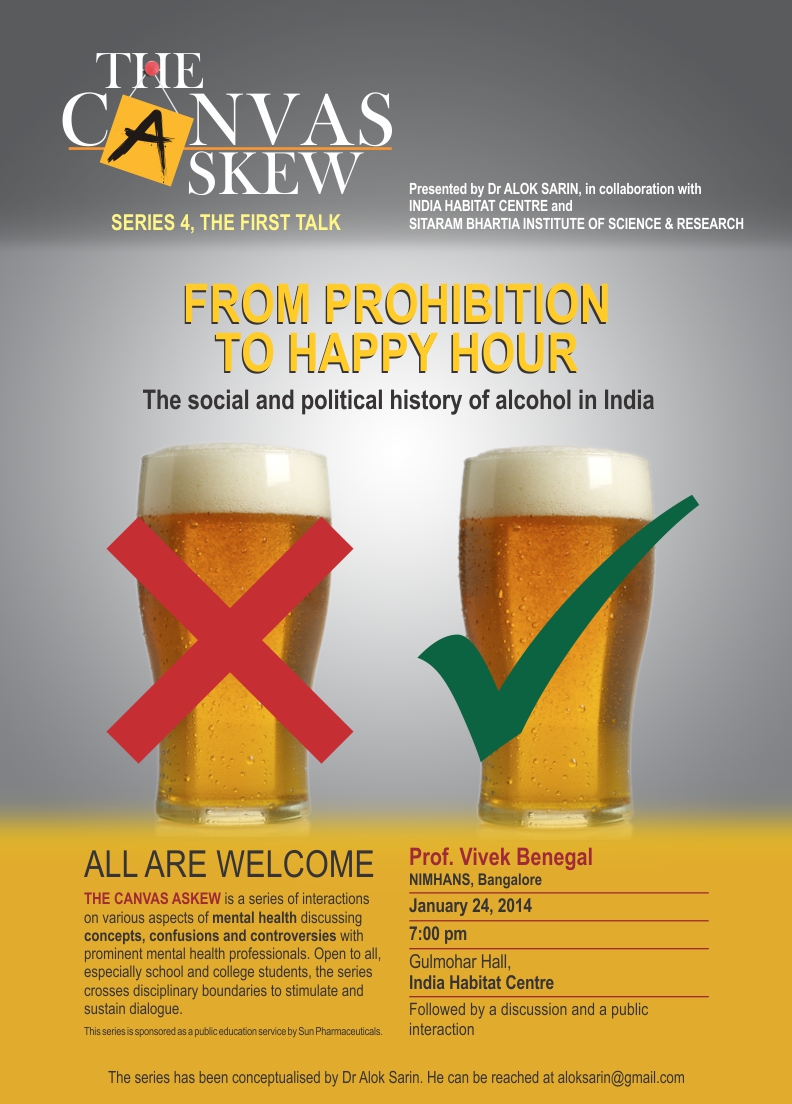 THE
CANVAS
ASKEW
SERIES 4, THE FIRST TALK
Presented by Dr ALOK SARIN, in collaboration with
INDIA HABITAT CENTRE and
SITARAM BHARTIA INSTITUTE OF SCIENCE & RESEARCH
FROM PROHIBITION
TO HAPPY HOUR
The social and political history of alcohol in India
ALL ARE WELCOME
THE CANVAS ASKEW is a series of interactions
on various aspects of mental health discussing
concepts, confusions and controversies with
prominent mental health professionals. Open to all,
especially school and college students, the series
crosses disciplinary boundaries to stimulate and
sustain dialogue.
This series is sponsored as a public education service by Sun Pharmaceuticals.
Prof. Vivek Benegal
NIMHANS, Bangalore
January 24, 2014
7:00 pm
Gulmohar Hall,
India Habitat Centre
Followed by a discussion and a public
interaction
The series has been conceptualised by Dr Alok Sarin. He can be reached at aloksarin@gmail.com